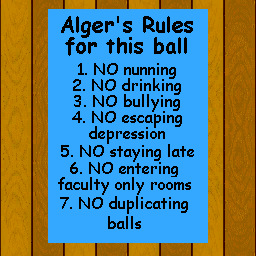 Alger's Rules
for this ball
1. NO nunning
2. NO drinking
3. NO bullying
4. NO escaping
depression
5. NO staying late
6. NO entering
faculty only rooms
7. NO duplicating
balls